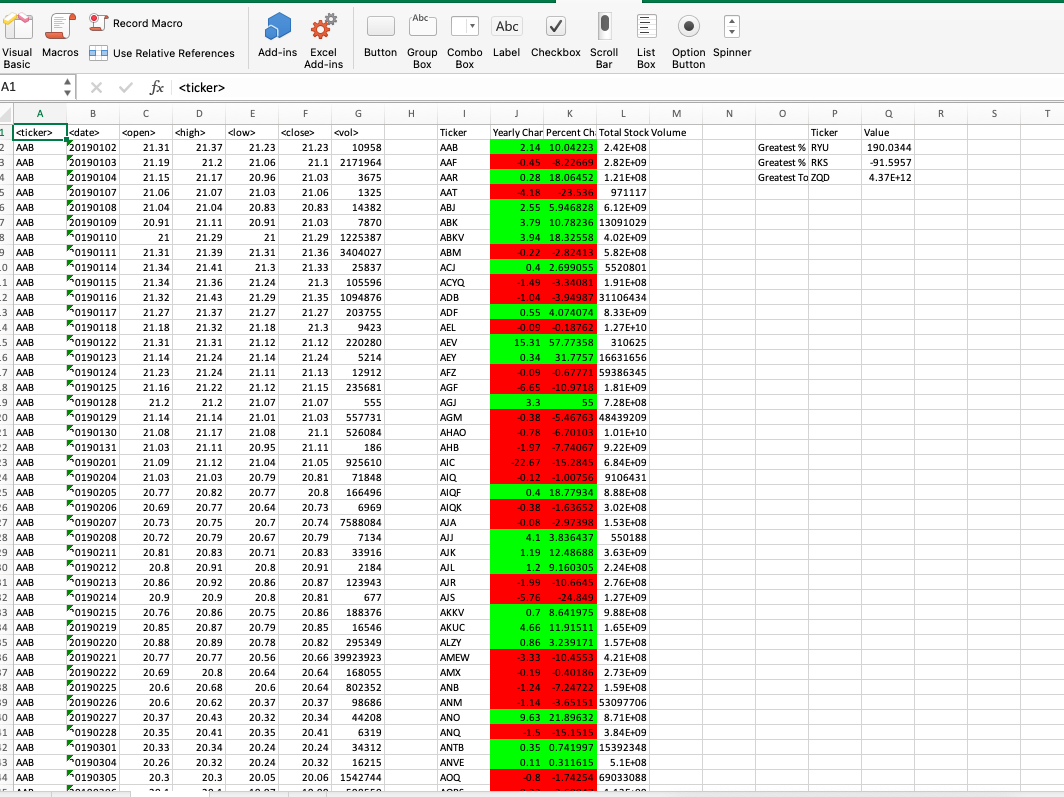 Record Macro
Use Relative References
Visual Basic Macros Add-ins Excel Add-ins Button Group Box Combo Box Label Checkbox Scroll Bar List Box Option Button Spinner
Abc Abc
A1 fx <ticker>
A B C D E F G H I J K L M N O P Q R S T
1 <ticker> <date> <open> <high> <low> <close> <vol> Ticker Yearly Char Percent Ch Total Stock Volume Ticker Value
2 AAB 20190102 21.31 21.37 21.23 21.23 10958 AAB 2.14 10.04223 2.42E+08 Greatest % RYU 190.0344
3 AAB 20190103 21.19 21.2 21.06 21.1 2171964 AAF -0.45 -8.22669 2.82E+09 Greatest % RKS -91.5957
4 AAB 20190104 21.15 21.17 20.96 21.03 3675 AAR 0.28 18.06452 1.21E+08 Greatest To ZQD 4.37E+12
5 AAB 20190107 21.06 21.07 21.03 21.06 1325 AAT -4.18 -23.536 971117
6 AAB 20190108 21.04 21.04 20.83 20.83 14382 ABJ 2.55 5.946828 6.12E+09
7 AAB 20190109 20.91 21.11 20.91 21.03 7870 ABK 3.79 10.78236 13091029
8 AAB 0190110 21 21.29 21 21.29 1225387 ABKV 3.94 18.32558 4.02E+09
9 AAB 0190111 21.31 21.39 21.31 21.36 3404027 ABM -0.22 -2.82413 5.82E+08
0 AAB 0190114 21.34 21.41 21.3 21.33 25837 ACJ 0.4 2.699055 5520801
1 AAB 0190115 21.34 21.36 21.24 21.3 105596 ACYQ -1.49 -3.34081 1.91E+08
2 AAB 0190116 21.32 21.43 21.29 21.35 1094876 ADB -1.04 -3.94987 31106434
3 AAB 0190117 21.27 21.37 21.27 21.27 203755 ADF 0.55 4.074074 8.33E+09
4 AAB 0190118 21.18 21.32 21.18 21.3 9423 AEL -0.09 -0.18762 1.27E+10
5 AAB 0190122 21.31 21.31 21.12 21.12 220280 AEV 15.31 57.77358 310625
6 AAB 0190123 21.14 21.24 21.14 21.24 5214 AEY 0.34 31.7757 16631656
7 AAB 0190124 21.23 21.24 21.11 21.13 12912 AFZ -0.09 -0.67771 59386345
8 AAB 0190125 21.16 21.22 21.12 21.15 235681 AGF -6.65 -10.9718 1.81E+09
9 AAB 0190128 21.2 21.2 21.07 21.07 555 AGJ 3.3 55 7.28E+08
20 AAB 0190129 21.14 21.14 21.01 21.03 557731 AGM -0.38 -5.46763 48439209
21 AAB 0190130 21.08 21.17 21.08 21.1 526084 AHAO -0.78 -6.70103 1.01E+10
22 AAB 0190131 21.03 21.11 20.95 21.11 186 AHB -1.97 -7.74067 9.22E+09
23 AAB 0190201 21.09 21.12 21.04 21.05 925610 AIC -22.67 -15.2845 6.84E+09
24 AAB 0190204 21.03 21.03 20.79 20.81 71848 AIQ -0.12 -1.00756 9106431
25 AAB 0190205 20.77 20.82 20.77 20.8 166496 AIQF 0.4 18.77934 8.88E+08
26 AAB 0190206 20.69 20.77 20.64 20.73 6969 AIQK -0.38 -1.63652 3.02E+08
27 AAB 0190207 20.73 20.75 20.7 20.74 7588084 AJA -0.08 -2.97398 1.53E+08
28 AAB 0190208 20.72 20.79 20.67 20.79 7134 AJJ 4.1 3.836437 550188
29 AAB 0190211 20.81 20.83 20.71 20.83 33916 AJK 1.19 12.48688 3.63E+09
30 AAB 0190212 20.8 20.91 20.8 20.91 2184 AJL 1.2 9.160305 2.24E+08
31 AAB 0190213 20.86 20.92 20.86 20.87 123943 AJR -1.99 -10.6645 2.76E+08
32 AAB 0190214 20.9 20.9 20.8 20.81 677 AJS -5.76 -24.849 1.27E+09
33 AAB 0190215 20.76 20.86 20.75 20.86 188376 AKKV 0.7 8.641975 9.88E+08
34 AAB 20190219 20.85 20.87 20.79 20.85 16546 AKUC 4.66 11.91511 1.65E+09
35 AAB 20190220 20.88 20.89 20.78 20.82 295349 ALZY 0.86 3.239171 1.57E+08
36 AAB 20190221 20.77 20.77 20.56 20.66 39923923 AMEW -3.33 -10.4553 4.21E+08
37 AAB 20190222 20.69 20.8 20.64 20.64 168055 AMX -0.19 -0.40186 2.73E+09
38 AAB 20190225 20.6 20.68 20.6 20.64 802352 ANB -1.24 -7.24722 1.59E+08
39 AAB 20190226 20.6 20.62 20.37 20.37 98686 ANM -1.14 -3.65151 53097706
40 AAB 20190227 20.37 20.43 20.32 20.34 44208 ANO 9.63 21.89632 8.71E+08
41 AAB 20190228 20.35 20.41 20.35 20.41 6319 ANQ -1.5 -15.1515 3.84E+09
42 AAB 20190301 20.33 20.34 20.24 20.24 34312 ANTB 0.35 0.741997 15392348
43 AAB 20190304 20.26 20.32 20.24 20.32 16215 ANVE 0.11 0.311615 5.1E+08
44 AAB 20190305 20.3 20.3 20.05 20.06 1542744 AOQ -0.8 -1.74254 69033088